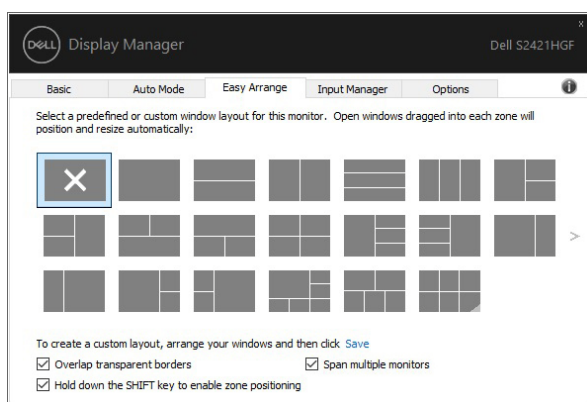 x
DELL Display Manager Dell S2421HGF
Basic Auto Mode Easy Arrange Input Manager Options
Select a predefined or custom window layout for this monitor. Open windows dragged into each zone will
position and resize automatically:
To create a custom layout, arrange your windows and then click Save
Overlap transparent borders Span multiple monitors
Hold down the SHIFT key to enable zone positioning